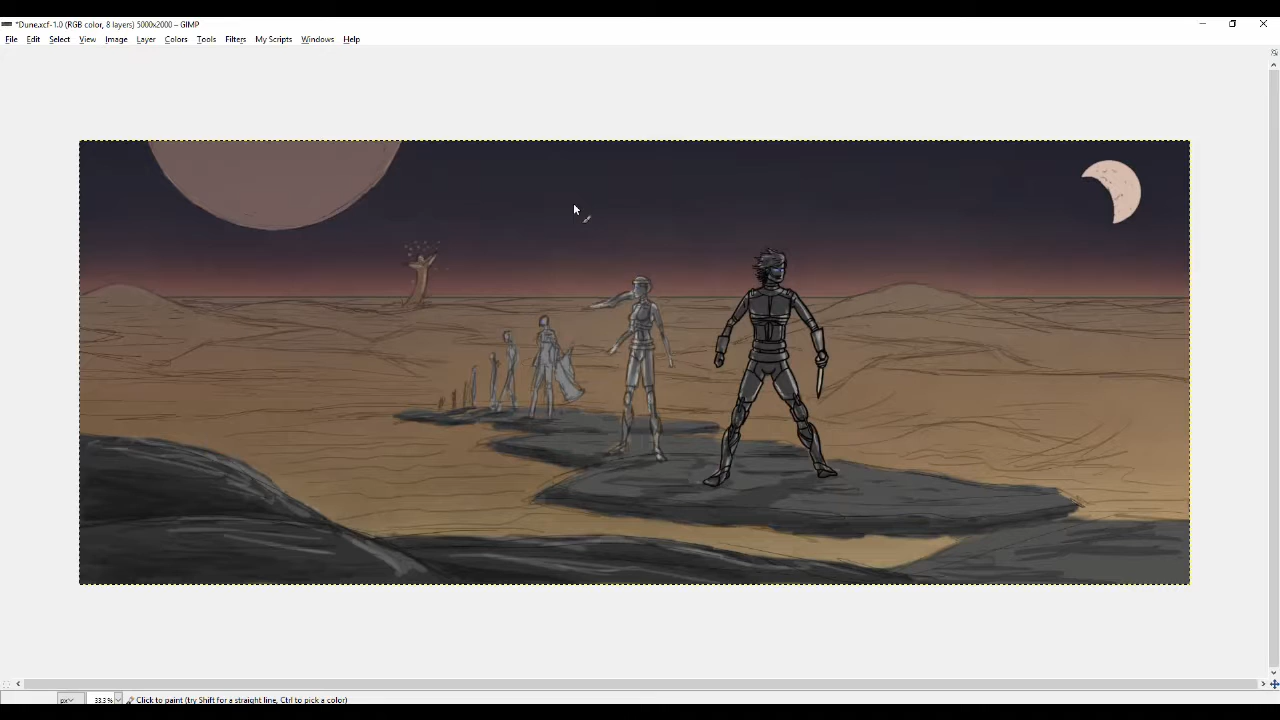 *Dune.xcf-1.0 (RGB color, 8 layers) 5000x2000 – GIMP
File Edit Select View Image Layer Colors Tools Filters My Scripts Windows Help
px 33.3% Click to paint (try Shift for a straight line, Ctrl to pick a color)